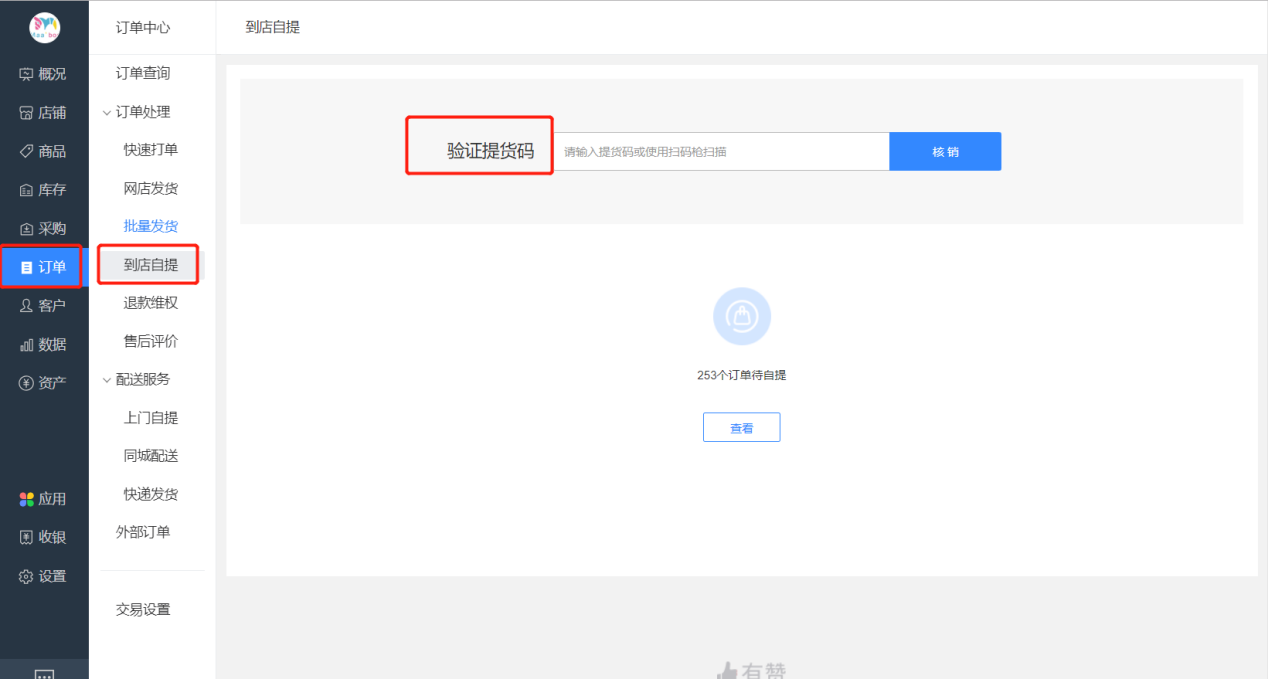 订单中心
到店自提
概况
店铺
商品
库存
采购
订单
客户
数据
资产
应用
收银
设置
订单查询
订单处理
快速打单
网店发货
批量发货
到店自提
退款维权
售后评价
配送服务
上门自提
同城配送
快递发货
外部订单
交易设置
验证提货码
请输入提货码或使用扫码枪扫描
核销
253个订单待自提
查看
有赞